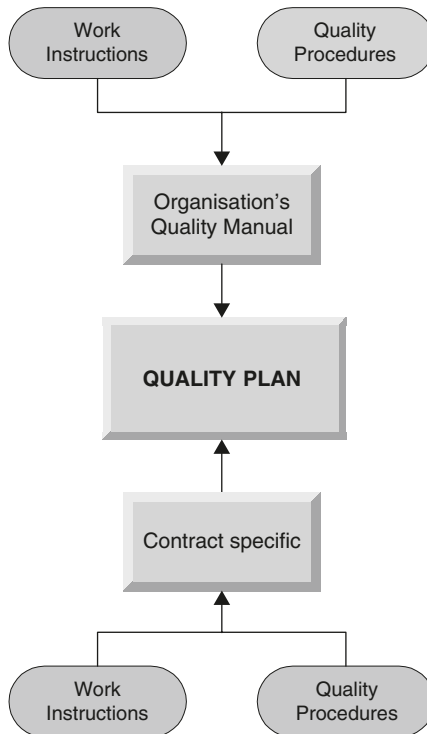 Work
Instructions
Quality
Procedures
Organisation's
Quality Manual
QUALITY PLAN
Contract specific
Work
Instructions
Quality
Procedures